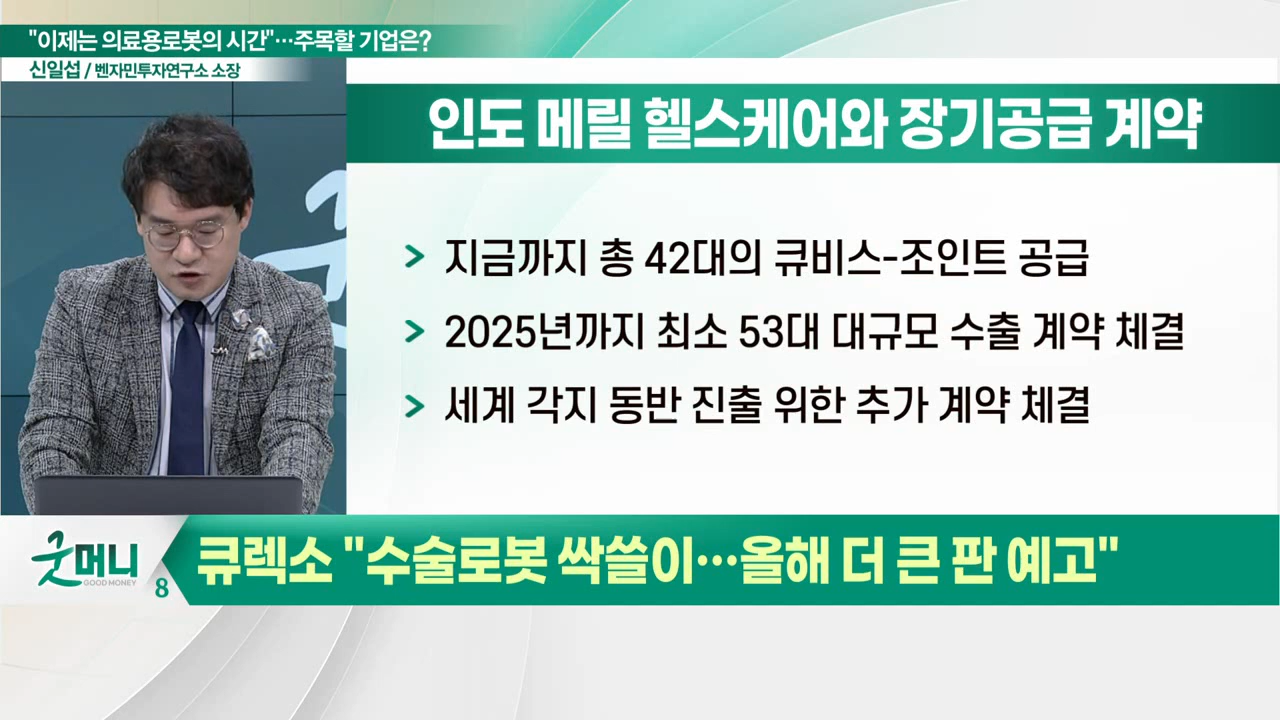 "이제는 의료용로봇의 시간"…주목할 기업은?
신일섭 / 벤자민투자연구소 소장
인도 메릴 헬스케어와 장기공급 계약
> 지금까지 총 42대의 큐비스-조인트 공급
> 2025년까지 최소 53대 대규모 수출 계약 체결
> 세계 각지 동반 진출 위한 추가 계약 체결
굿머니
GOOD MONEY
8
큐렉소 "수술로봇 싹쓸이…올해 더 큰 판 예고"